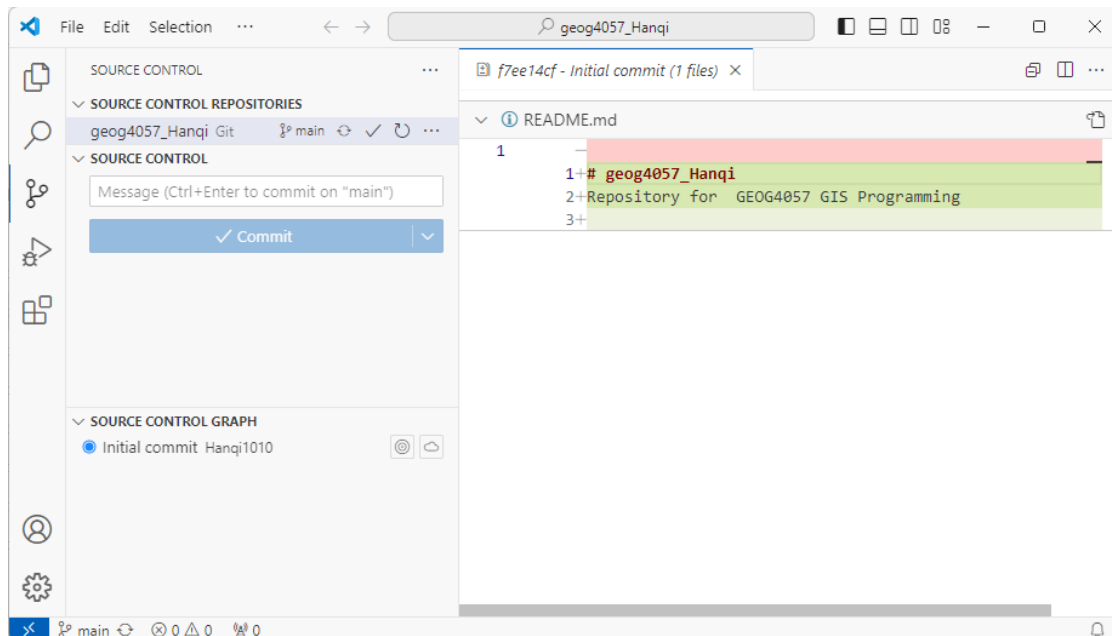 File Edit Selection ··· geog4057_Hanqi
SOURCE CONTROL ···
SOURCE CONTROL REPOSITORIES
geog4057_Hanqi Git main ···
SOURCE CONTROL
Message (Ctrl+Enter to commit on "main")
Commit
SOURCE CONTROL GRAPH
Initial commit Hanqi1010
f7ee14cf - Initial commit (1 files) ···
README.md
1 −
1+# geog4057_Hanqi
2+Repository for  GEOG4057 GIS Programming
3+
main 0 0 0